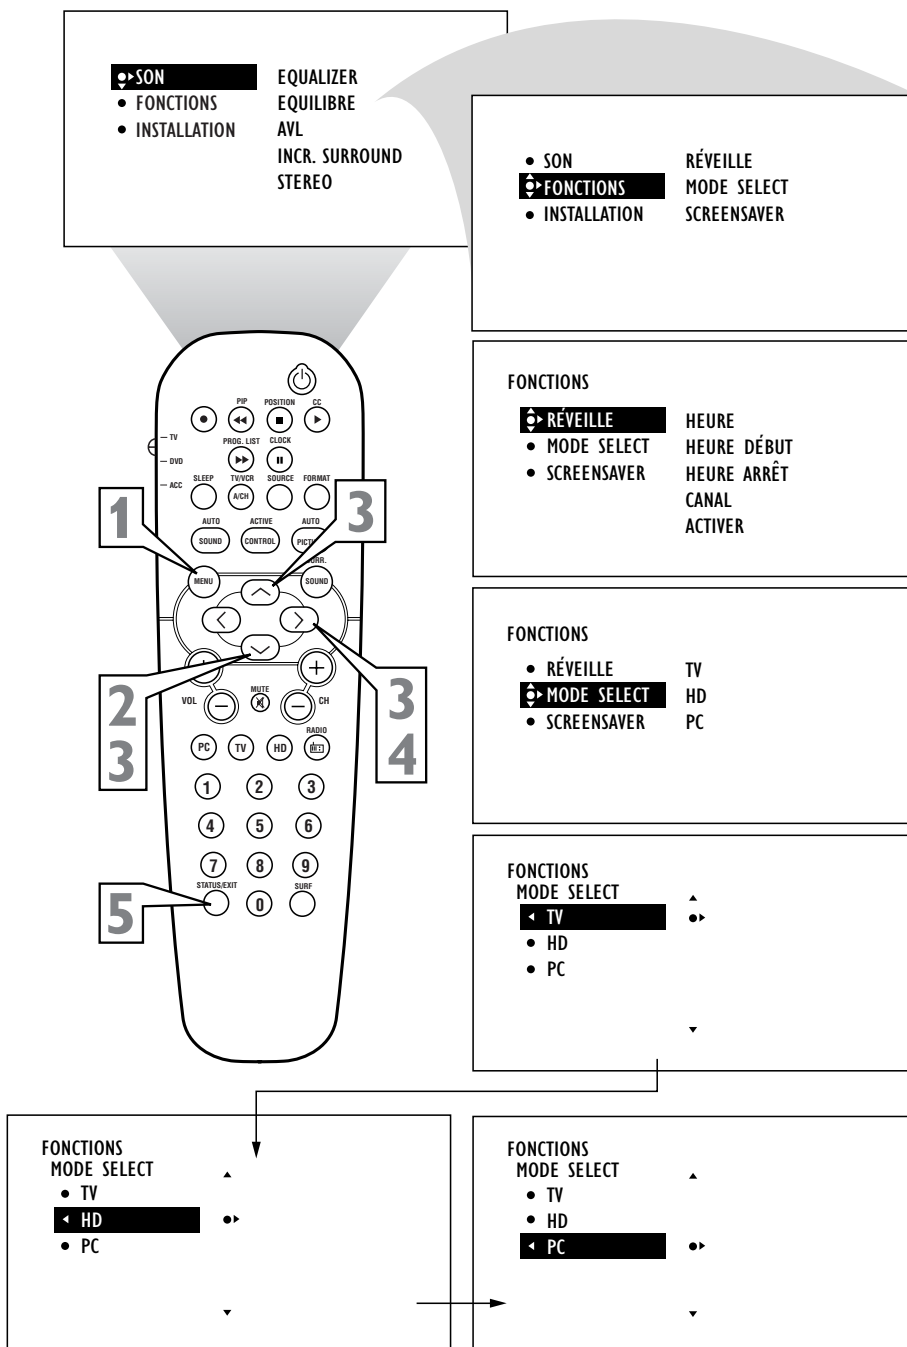 SON EQUALIZER
FONCTIONS EQUILIBRE
INSTALLATION AVL
INCR. SURROUND
STEREO
SON RÉVEILLE
FONCTIONS MODE SELECT
INSTALLATION SCREENSAVER
FONCTIONS
RÉVEILLE HEURE
MODE SELECT HEURE DÉBUT
SCREENSAVER HEURE ARRÊT
CANAL
ACTIVER
FONCTIONS
RÉVEILLE TV
MODE SELECT HD
SCREENSAVER PC
FONCTIONS
MODE SELECT
TV
HD
PC
FONCTIONS
MODE SELECT
TV
HD
PC
FONCTIONS
MODE SELECT
TV
HD
PC
PIP POSITION CC
TV
PROG. LIST CLOCK
DVD
ACC
SLEEP TV/VCR SOURCE FORMAT
A/CH
AUTO ACTIVE AUTO
SOUND CONTROL
SURR.
MENU SOUND
VOL MUTE CH
RADIO
PC TV HD
1 2 3
4 5 6
7 8 9
STATUS/EXIT SURF
0
1
3
2
3
3
4
5